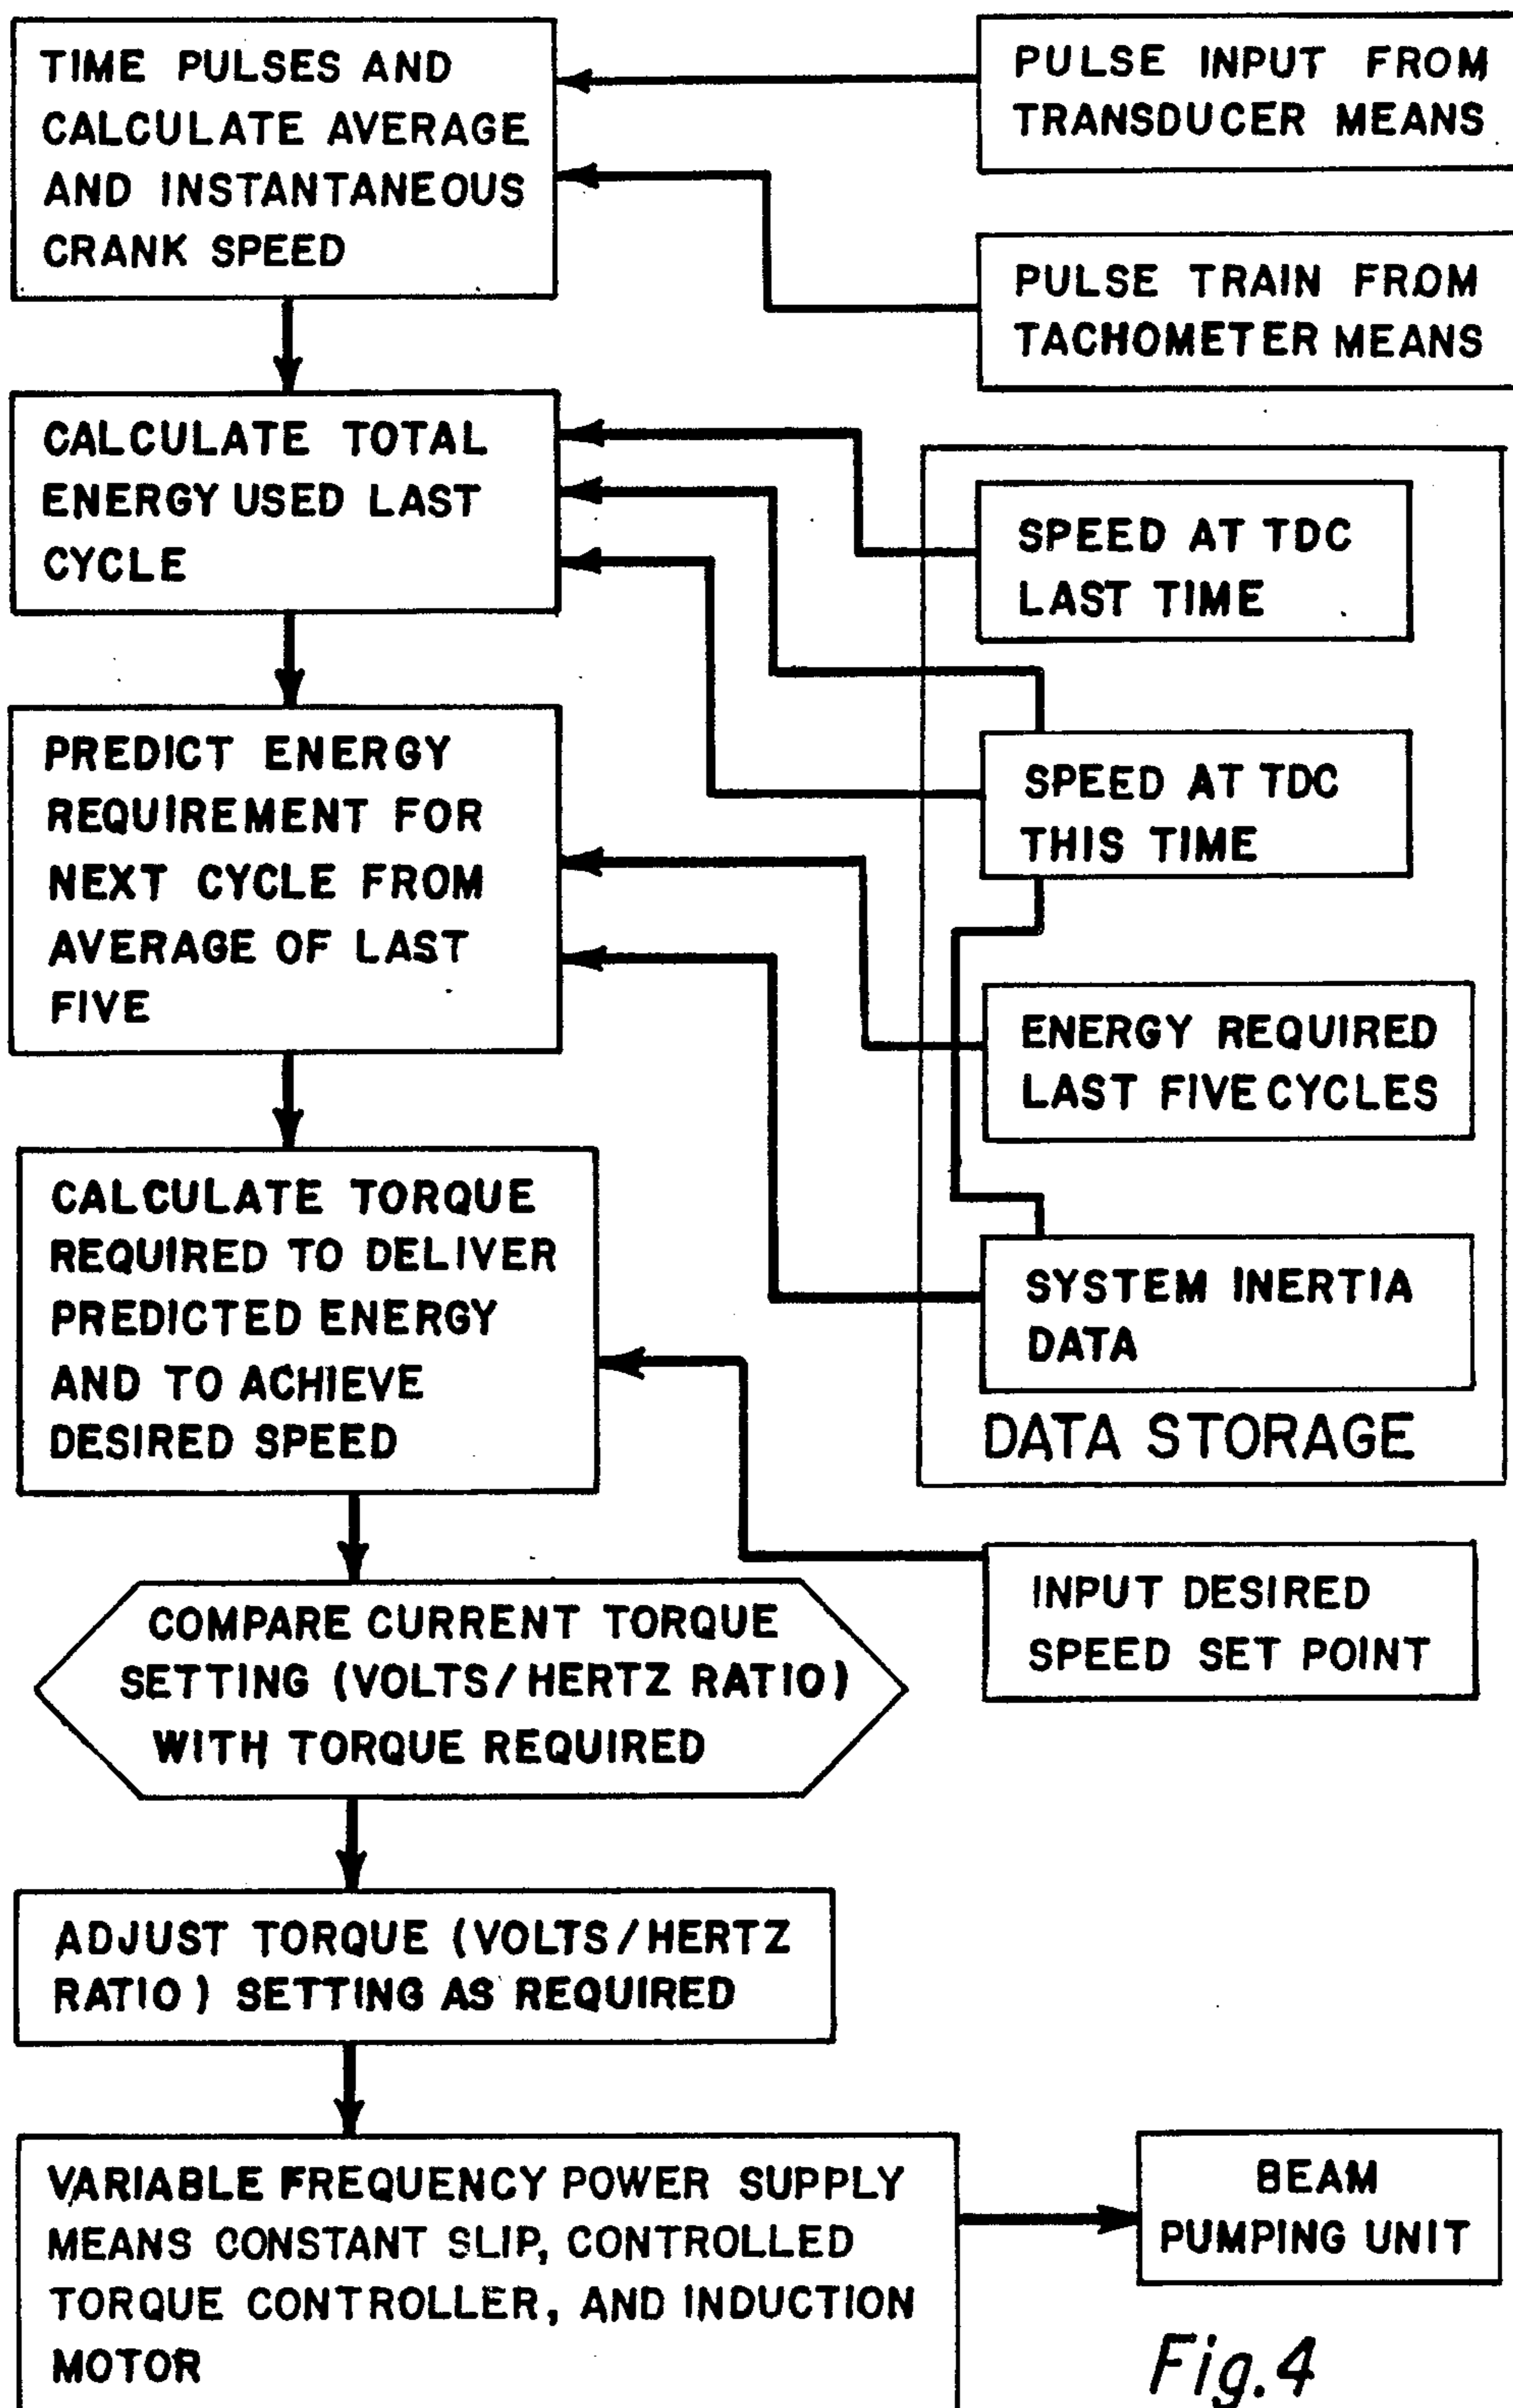 TIME PULSES AND
CALCULATE AVERAGE
AND INSTANTANEOUS
CRANK SPEED
PULSE INPUT FROM
TRANSDUCER MEANS
PULSE TRAIN FROM
TACHOMETER MEANS
CALCULATE TOTAL
ENERGY USED LAST
CYCLE
SPEED AT TDC
LAST TIME
PREDICT ENERGY
REQUIREMENT FOR
NEXT CYCLE FROM
AVERAGE OF LAST
FIVE
SPEED AT TDC
THIS TIME
ENERGY REQUIRED
LAST FIVE CYCLES
CALCULATE TORQUE
REQUIRED TO DELIVER
PREDICTED ENERGY
AND TO ACHIEVE
DESIRED SPEED
SYSTEM INERTIA
DATA
DATA STORAGE
INPUT DESIRED
SPEED SET POINT
COMPARE CURRENT TORQUE
SETTING (VOLTS/HERTZ RATIO)
WITH TORQUE REQUIRED
ADJUST TORQUE (VOLTS/HERTZ
RATIO) SETTING AS REQUIRED
VARIABLE FREQUENCY POWER SUPPLY
MEANS CONSTANT SLIP, CONTROLLED
TORQUE CONTROLLER, AND INDUCTION
MOTOR
BEAM
PUMPING UNIT
Fig.4